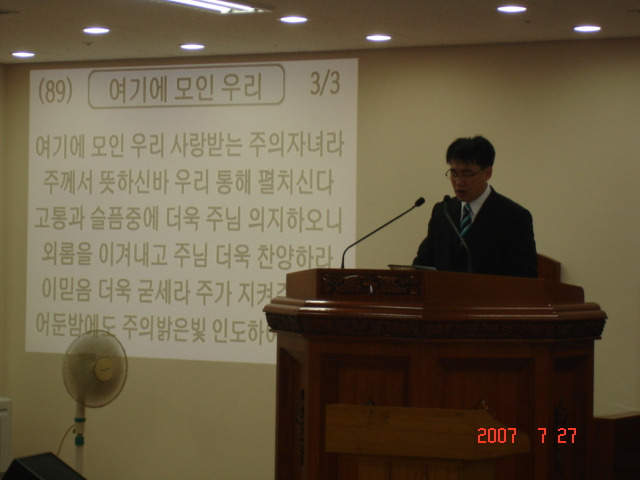 (89) 여기에 모인 우리 3/3
여기에 모인 우리 사랑받는 주의자녀라
주께서 뜻하신바 우리 통해 펼치신다
고통과 슬픔중에 더욱 주님 의지하오니
외롬을 이겨내고 주님 더욱 찬양하라
이믿음 더욱 굳세라 주가 지켜
어둔밤에도 주의밝은빛 인도하
2007 7 27